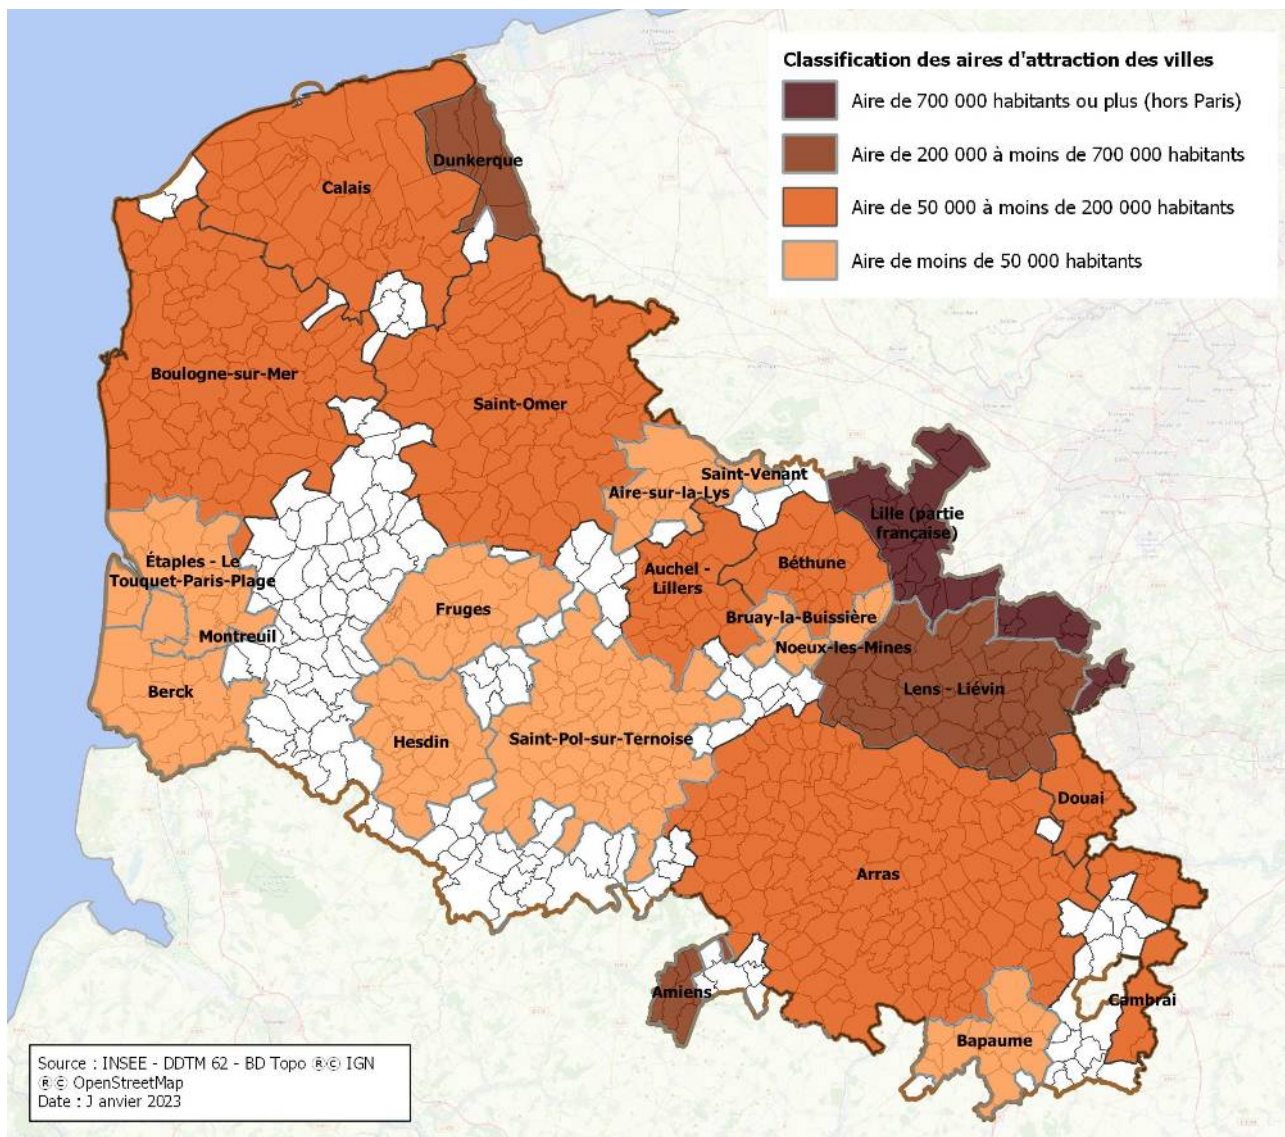 Classification des aires d'attraction des villes
Aire de 700 000 habitants ou plus (hors Paris)
Aire de 200 000 à moins de 700 000 habitants
Aire de 50 000 à moins de 200 000 habitants
Aire de moins de 50 000 habitants
Dunkerque
Calais
Boulogne-sur-Mer
Saint-Omer
Saint-Venant
Aire-sur-la-Lys
Lille (partie
française)
Étaples - Le
Touquet-Paris-Plage
Auchel -
Lillers
Béthune
Fruges
Bruay-la-Buissière
Montreuil
Noeux-les-Mines
Berck
Lens - Liévin
Hesdin
Saint-Pol-sur-Ternoise
Douai
Arras
Amiens
Cambrai
Bapaume
Source : INSEE - DDTM 62 - BD Topo ®© IGN
®© OpenStreetMap
Date : J anvier 2023